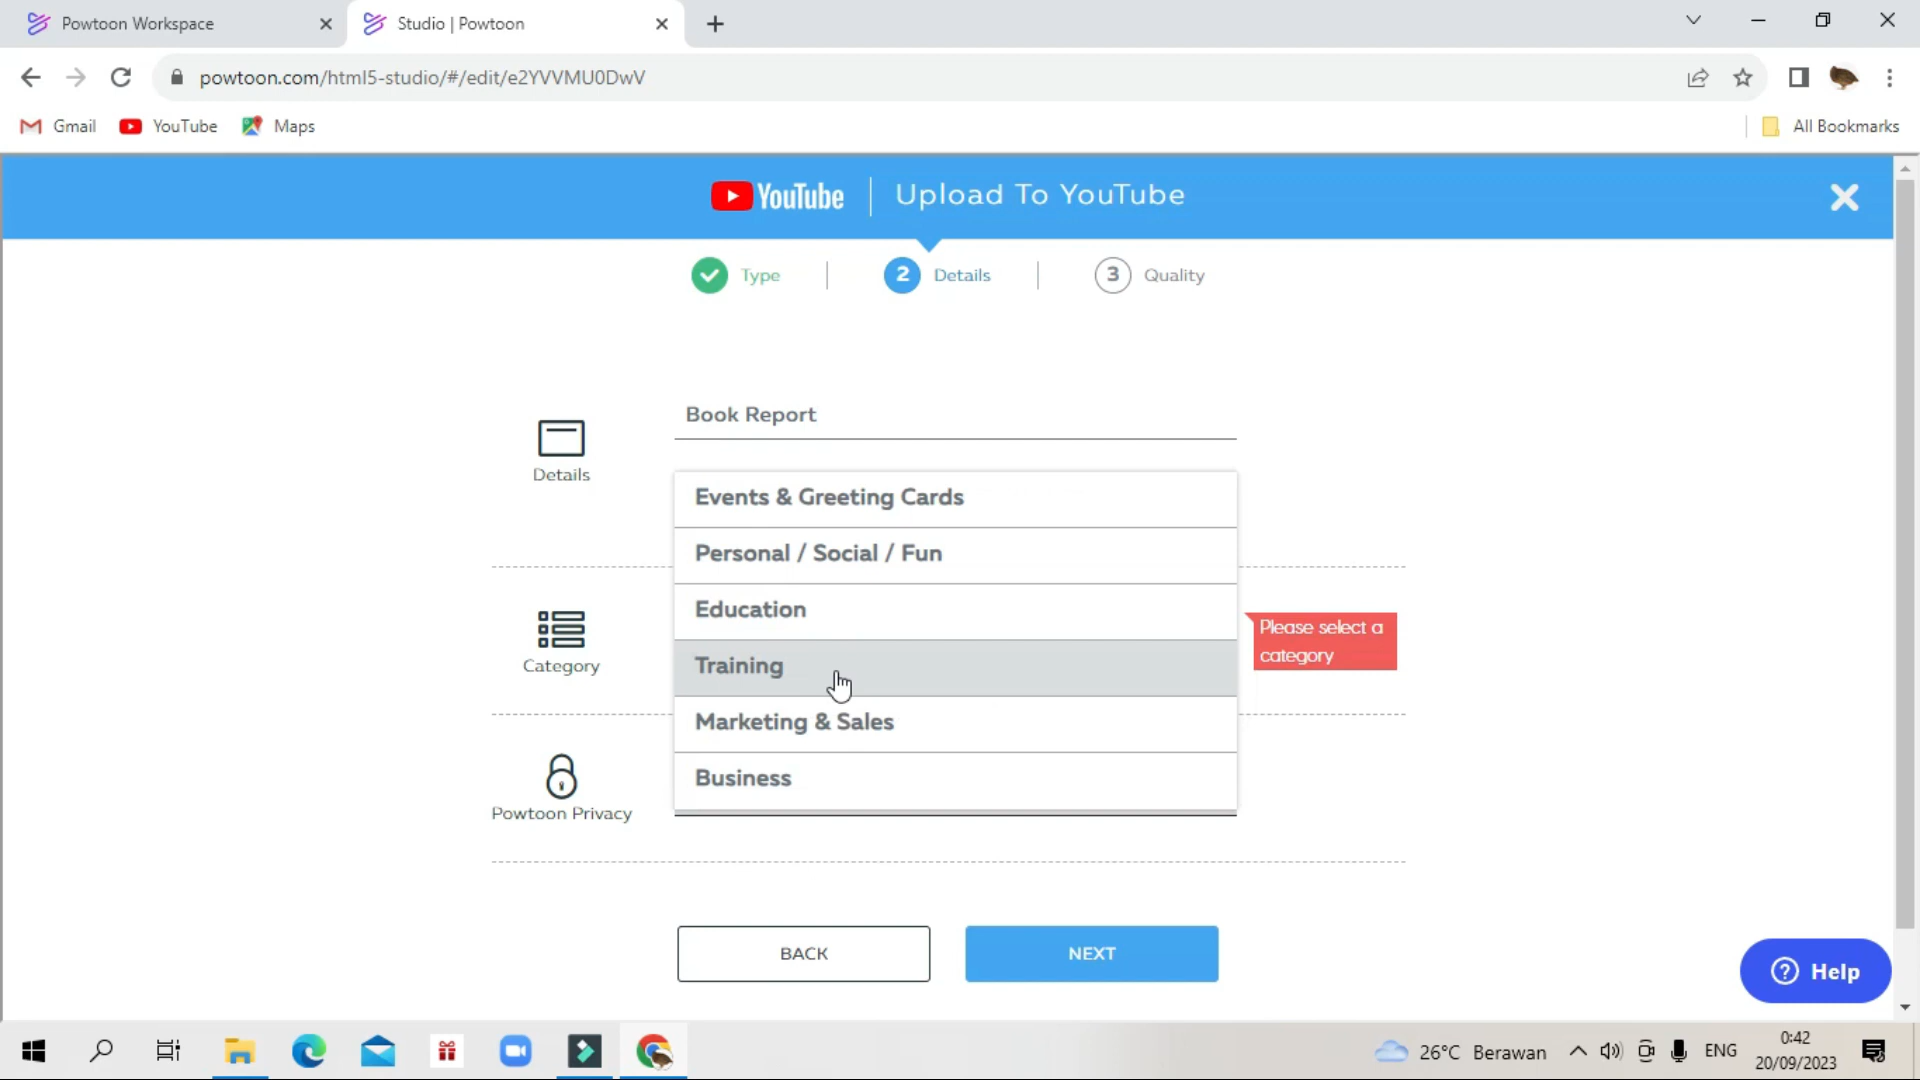 Powtoon Workspace
Studio | Powtoon
powtoon.com/html5-studio/#/edit/e2YVVMU0DwV
Gmail
YouTube
Maps
All Bookmarks
YouTube
Upload To YouTube
Type
2
Details
3
Quality
Details
Book Report
Events & Greeting Cards
Personal / Social / Fun
Education
Training
Marketing & Sales
Business
Category
Please select a
category
Powtoon Privacy
BACK
NEXT
? Help
26°C Berawan
ENG
0:42
20/09/2023